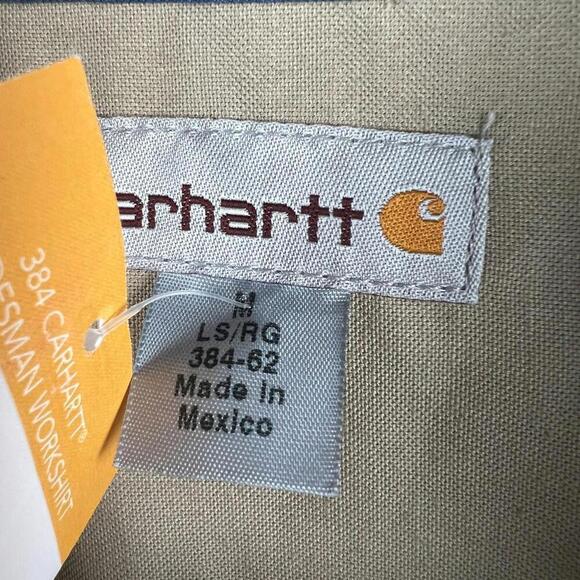 arhartt
M
LS/RG
384-62
Made in
Mexico
384 CARHARTT®
DESMAN WORKSHIRT